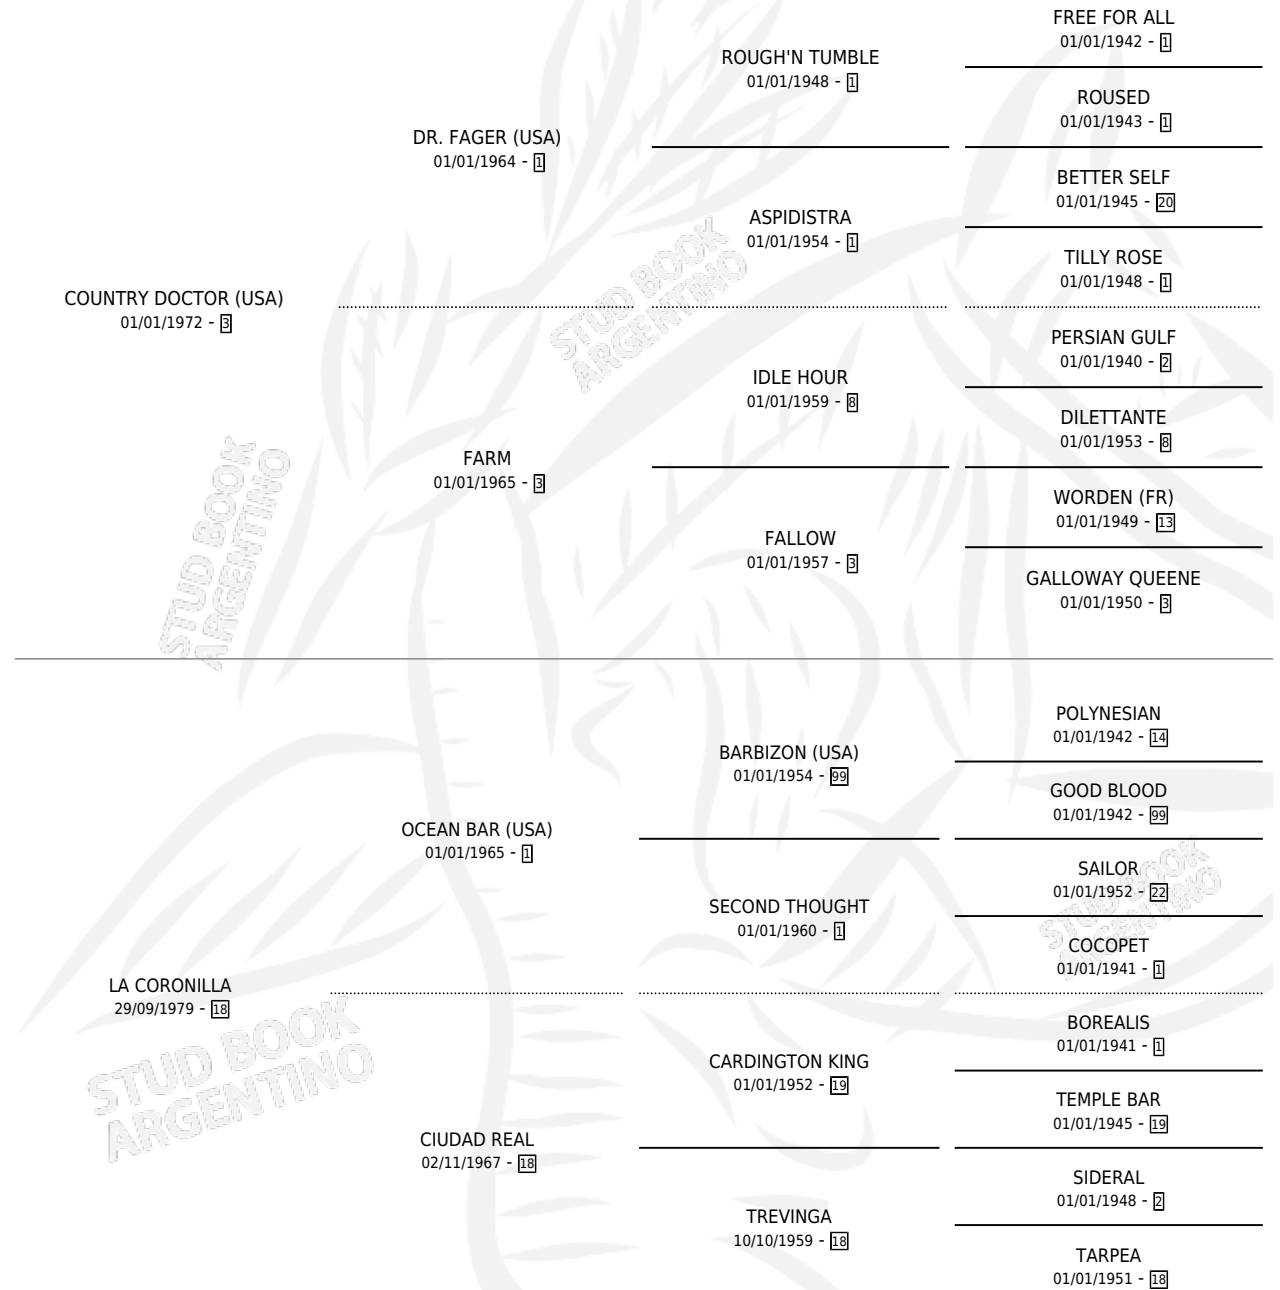 FREE FOR ALL
01/01/1942 - 1
ROUGH'N TUMBLE
01/01/1948 - 1
ROUSED
01/01/1943 - 1
DR. FAGER (USA)
01/01/1964 - 1
BETTER SELF
01/01/1945 - 20
ASPIDISTRA
01/01/1954 - 1
TILLY ROSE
01/01/1948 - 1
COUNTRY DOCTOR (USA)
01/01/1972 - 3
PERSIAN GULF
01/01/1940 - 2
IDLE HOUR
01/01/1959 - 8
DILETTANTE
01/01/1953 - 8
FARM
01/01/1965 - 3
WORDEN (FR)
01/01/1949 - 13
FALLOW
01/01/1957 - 3
GALLOWAY QUEENE
01/01/1950 - 3
POLYNESIAN
01/01/1942 - 14
BARBIZON (USA)
01/01/1954 - 99
GOOD BLOOD
01/01/1942 - 99
OCEAN BAR (USA)
01/01/1965 - 1
SAILOR
01/01/1952 - 22
SECOND THOUGHT
01/01/1960 - 1
COCOPET
01/01/1941 - 1
LA CORONILLA
29/09/1979 - 18
BOREALIS
01/01/1941 - 1
CARDINGTON KING
01/01/1952 - 19
TEMPLE BAR
01/01/1945 - 19
CIUDAD REAL
02/11/1967 - 18
SIDERAL
01/01/1948 - 2
TREVINGA
10/10/1959 - 18
TARPEA
01/01/1951 - 18
STUD BOOK
ARGENTINO
STUD BOOK
ARGENTINO
STUD BOOK
ARGENTINO
STUD BOOK
ARGENTINO